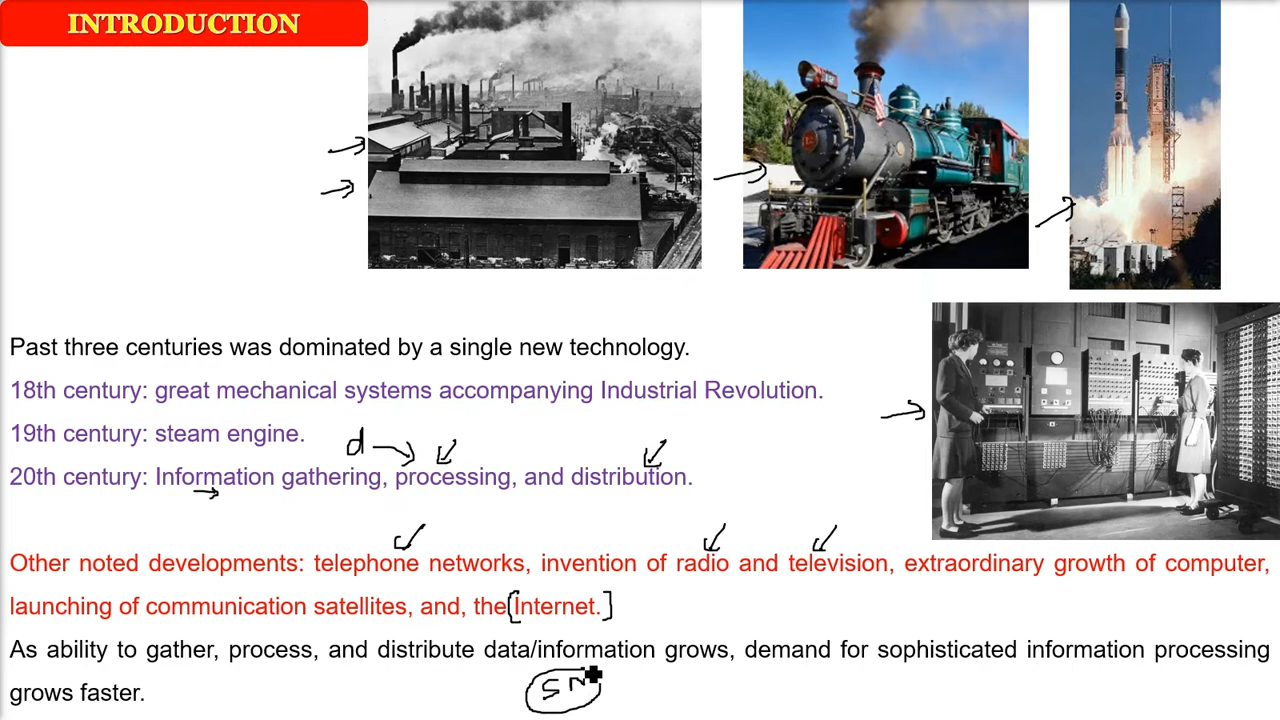 INTRODUCTION
Past three centuries was dominated by a single new technology.
18th century: great mechanical systems accompanying Industrial Revolution.
19th century: steam engine.
d
20th century: Information gathering, processing, and distribution.
Other noted developments: telephone networks, invention of radio and television, extraordinary growth of computer,
launching of communication satellites, and, the [Internet.]
As ability to gather, process, and distribute data/information grows, demand for sophisticated information processing
grows faster.
SN